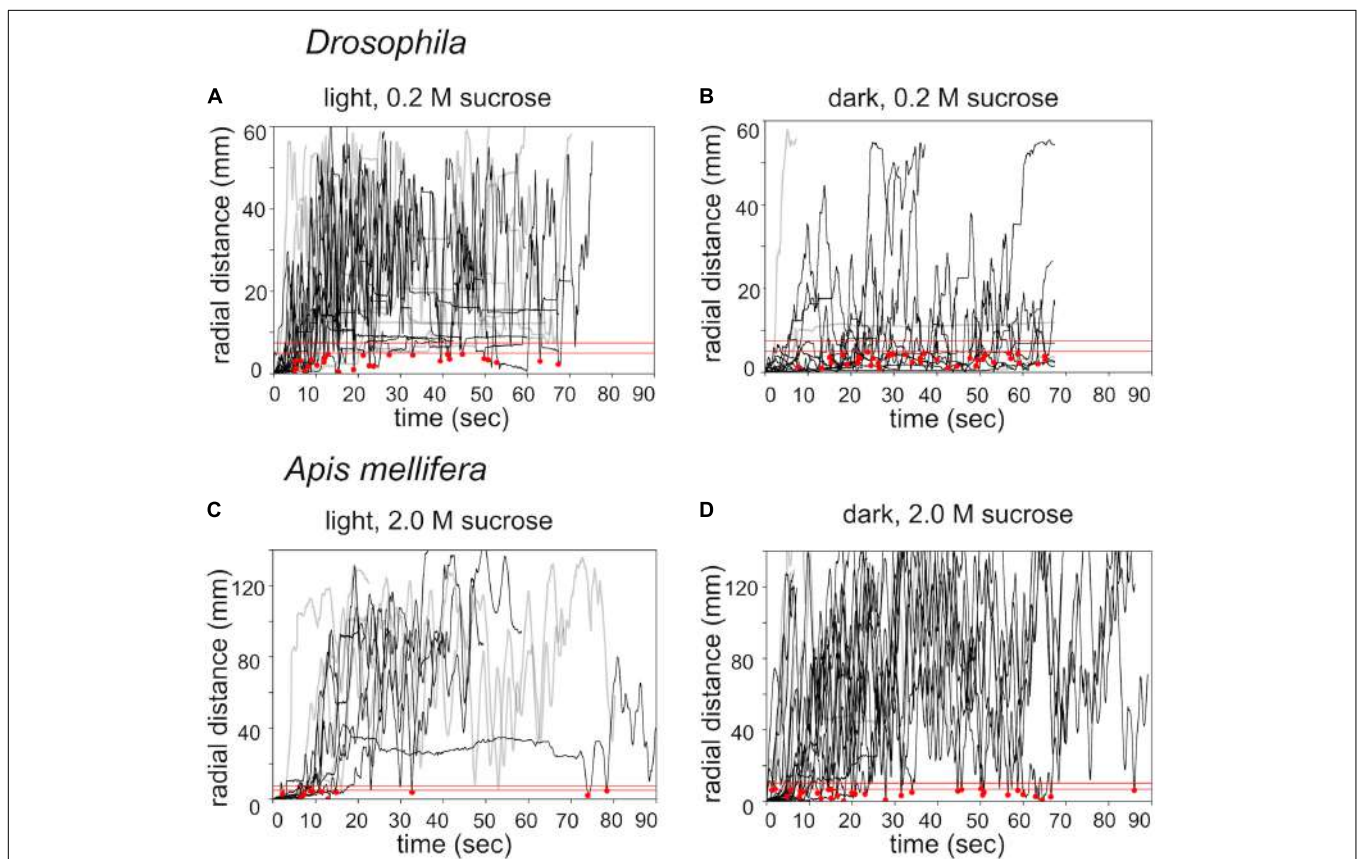 Drosophila
A
light, 0.2 M sucrose
radial distance (mm)
60
40
20
0
0 10 20 30 40 50 60 70 80 90
time (sec)
B
dark, 0.2 M sucrose
radial distance (mm)
60
40
20
0
0 10 20 30 40 50 60 70 80 90
time (sec)
Apis mellifera
C
light, 2.0 M sucrose
radial distance (mm)
120
80
40
0
0 10 20 30 40 50 60 70 80 90
time (sec)
D
dark, 2.0 M sucrose
radial distance (mm)
120
80
40
0
0 10 20 30 40 50 60 70 80 90
time (sec)